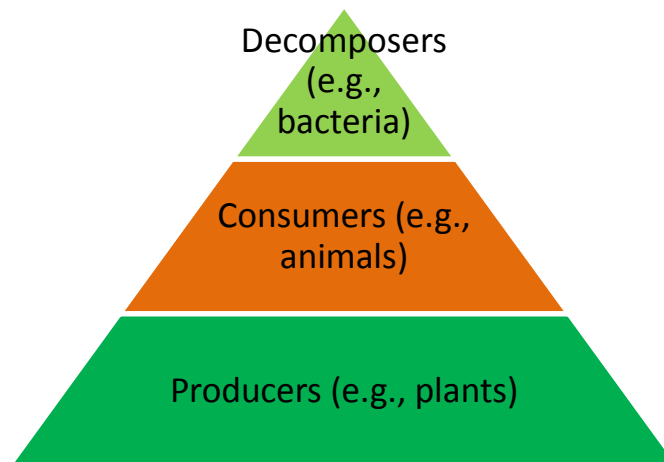 Decomposers
(e.g.,
bacteria)
Consumers (e.g.,
animals)
Producers (e.g., plants)